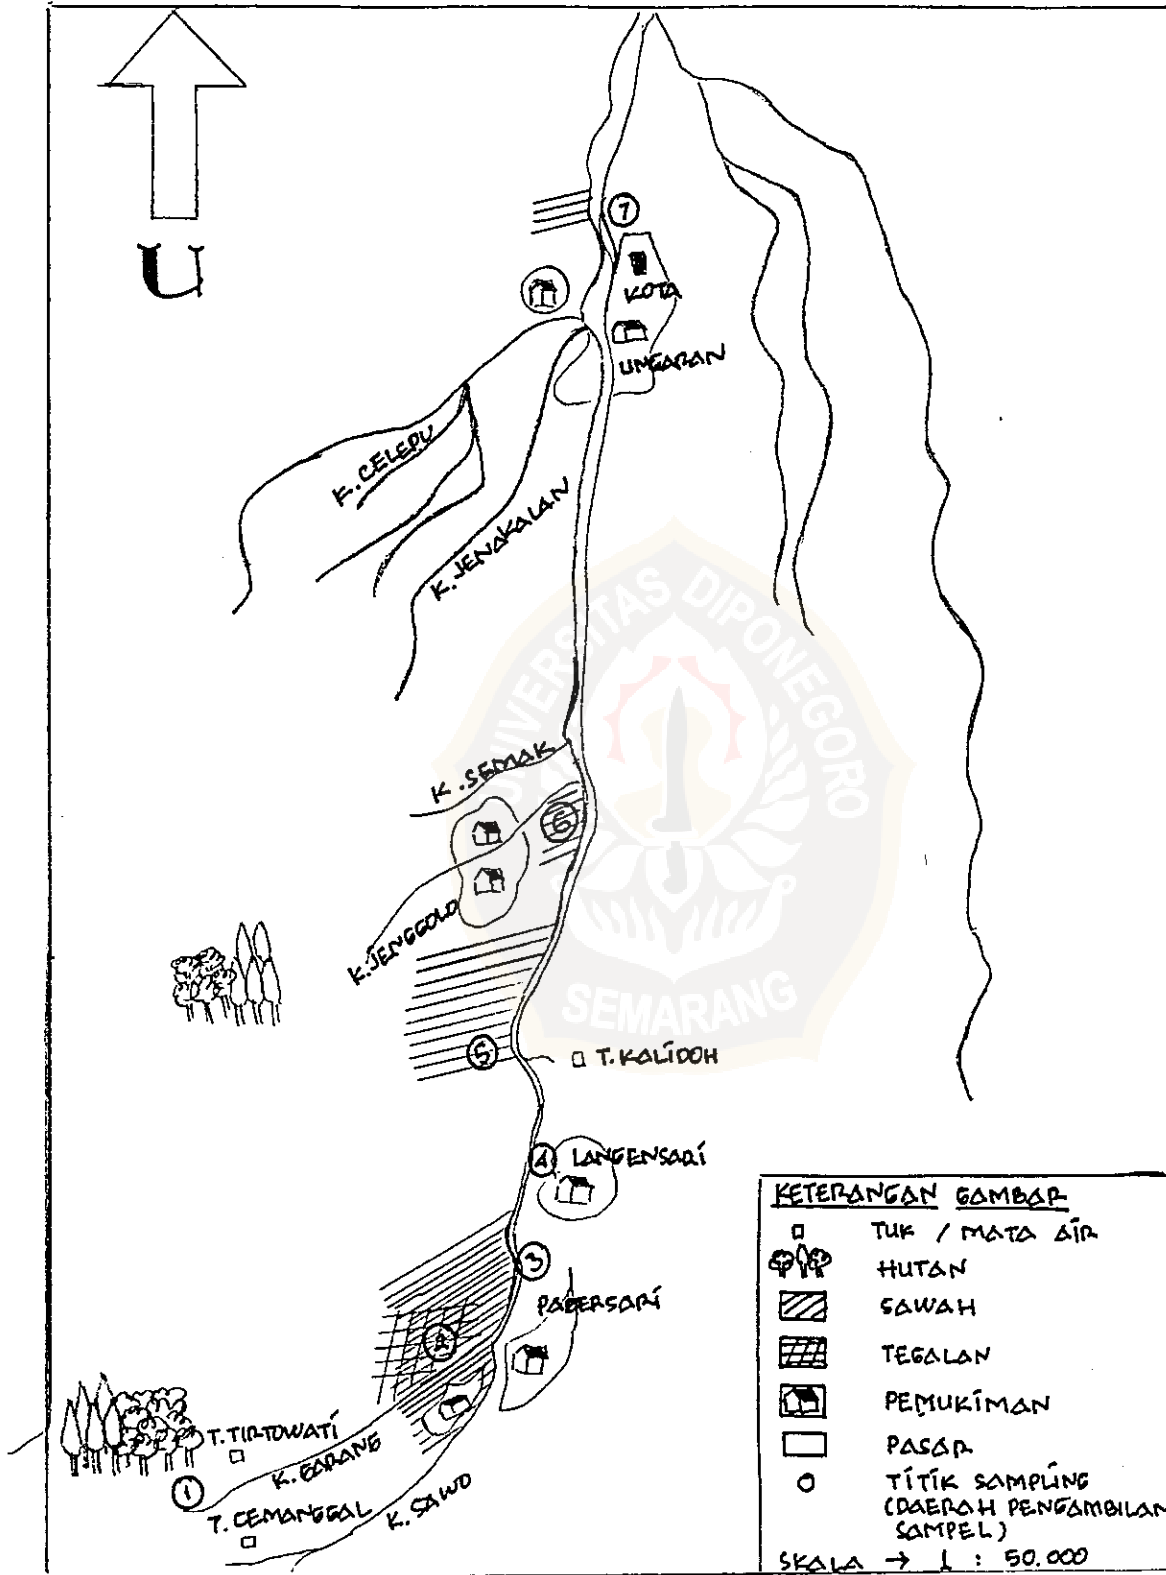 U
7
KOTA
UNGARAN
K. CELEPU
K. JENAKALAN
UNIVERSITAS DIPONEGORO
SEMARANG
K. SEMAK
6
K. JENGGOLO
5
T. KALIDOH
4
LANGENSARI
3
PAGERSARI
2
T. TIRTOWATI
1
K. GARANG
T. CEMANGGAL
K. SAWO
KETERANGAN GAMBAR
TUK / MATA AIR
HUTAN
SAWAH
TEGALAN
PEMUKIMAN
PASAR
TITIK SAMPLING
(DAERAH PENGAMBILAN
SAMPEL)
SKALA → 1 : 50.000